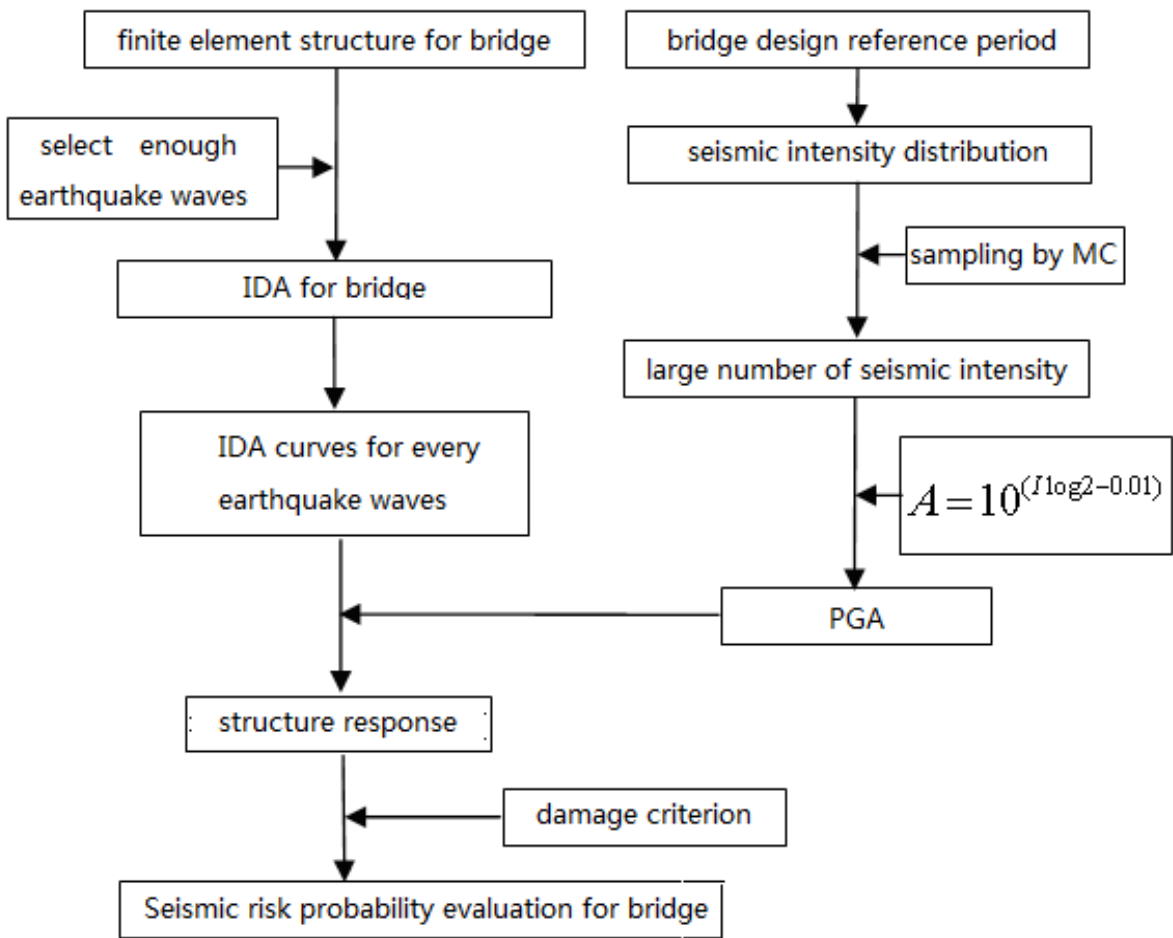 finite element structure for bridge
bridge design reference period
select enough
earthquake waves
seismic intensity distribution
sampling by MC
IDA for bridge
large number of seismic intensity
IDA curves for every
earthquake waves
A=10^(Ilog2−0.01)
PGA
structure response
damage criterion
Seismic risk probability evaluation for bridge